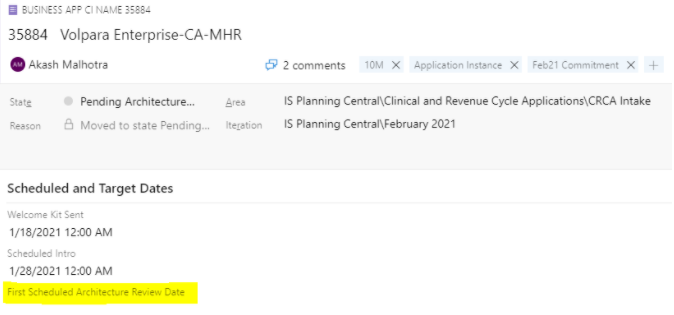 BUSINESS APP CI NAME 35884
35884 Volpara Enterprise-CA-MHR
AM Akash Malhotra 2 comments 10M Application Instance Feb21 Commitment
State Pending Architecture... Area IS Planning Central\Clinical and Revenue Cycle Applications\CRCA Intake
Reason Moved to state Pending... Iteration IS Planning Central\February 2021
Scheduled and Target Dates
Welcome Kit Sent
1/18/2021 12:00 AM
Scheduled Intro
1/28/2021 12:00 AM
First Scheduled Architecture Review Date